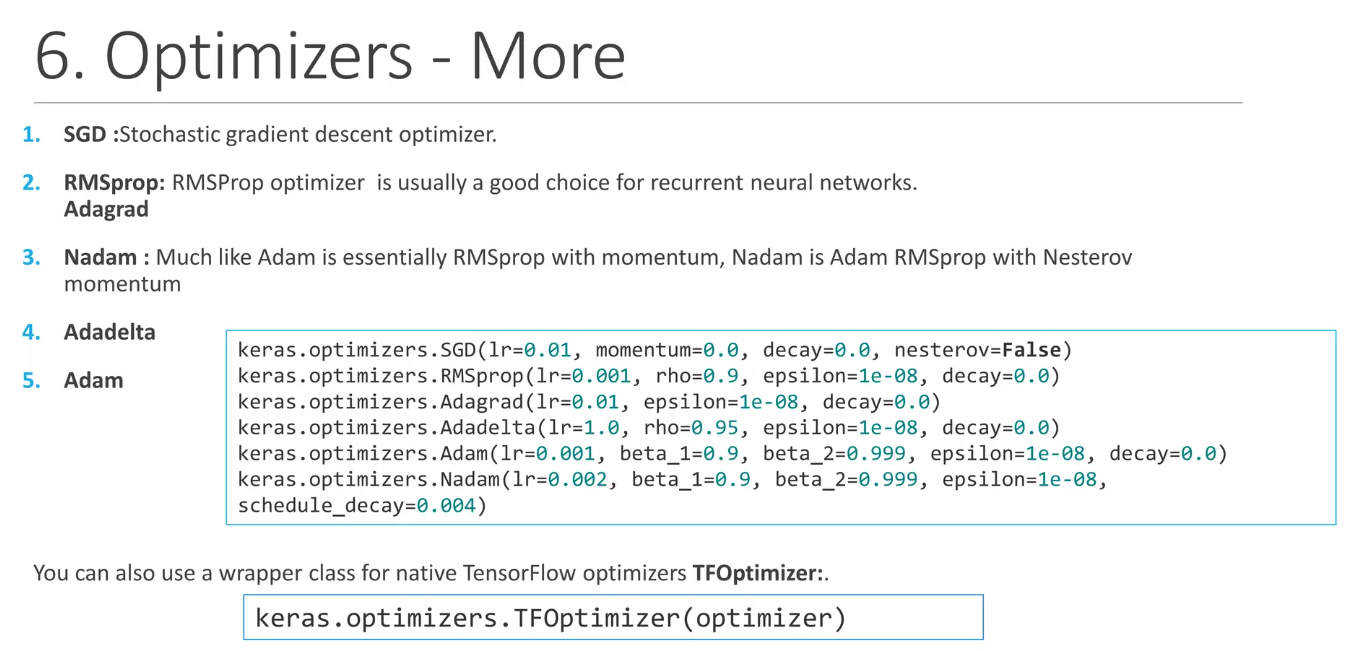 6. Optimizers - More
1. SGD :Stochastic gradient descent optimizer.
2. RMSprop: RMSProp optimizer  is usually a good choice for recurrent neural networks.
Adagrad
3. Nadam : Much like Adam is essentially RMSprop with momentum, Nadam is Adam RMSprop with Nesterov
momentum
4. Adadelta
5. Adam
keras.optimizers.SGD(lr=0.01, momentum=0.0, decay=0.0, nesterov=False)
keras.optimizers.RMSprop(lr=0.001, rho=0.9, epsilon=1e-08, decay=0.0)
keras.optimizers.Adagrad(lr=0.01, epsilon=1e-08, decay=0.0)
keras.optimizers.Adadelta(lr=1.0, rho=0.95, epsilon=1e-08, decay=0.0)
keras.optimizers.Adam(lr=0.001, beta_1=0.9, beta_2=0.999, epsilon=1e-08, decay=0.0)
keras.optimizers.Nadam(lr=0.002, beta_1=0.9, beta_2=0.999, epsilon=1e-08,
schedule_decay=0.004)
You can also use a wrapper class for native TensorFlow optimizers TFOptimizer:.
keras.optimizers.TFOptimizer(optimizer)